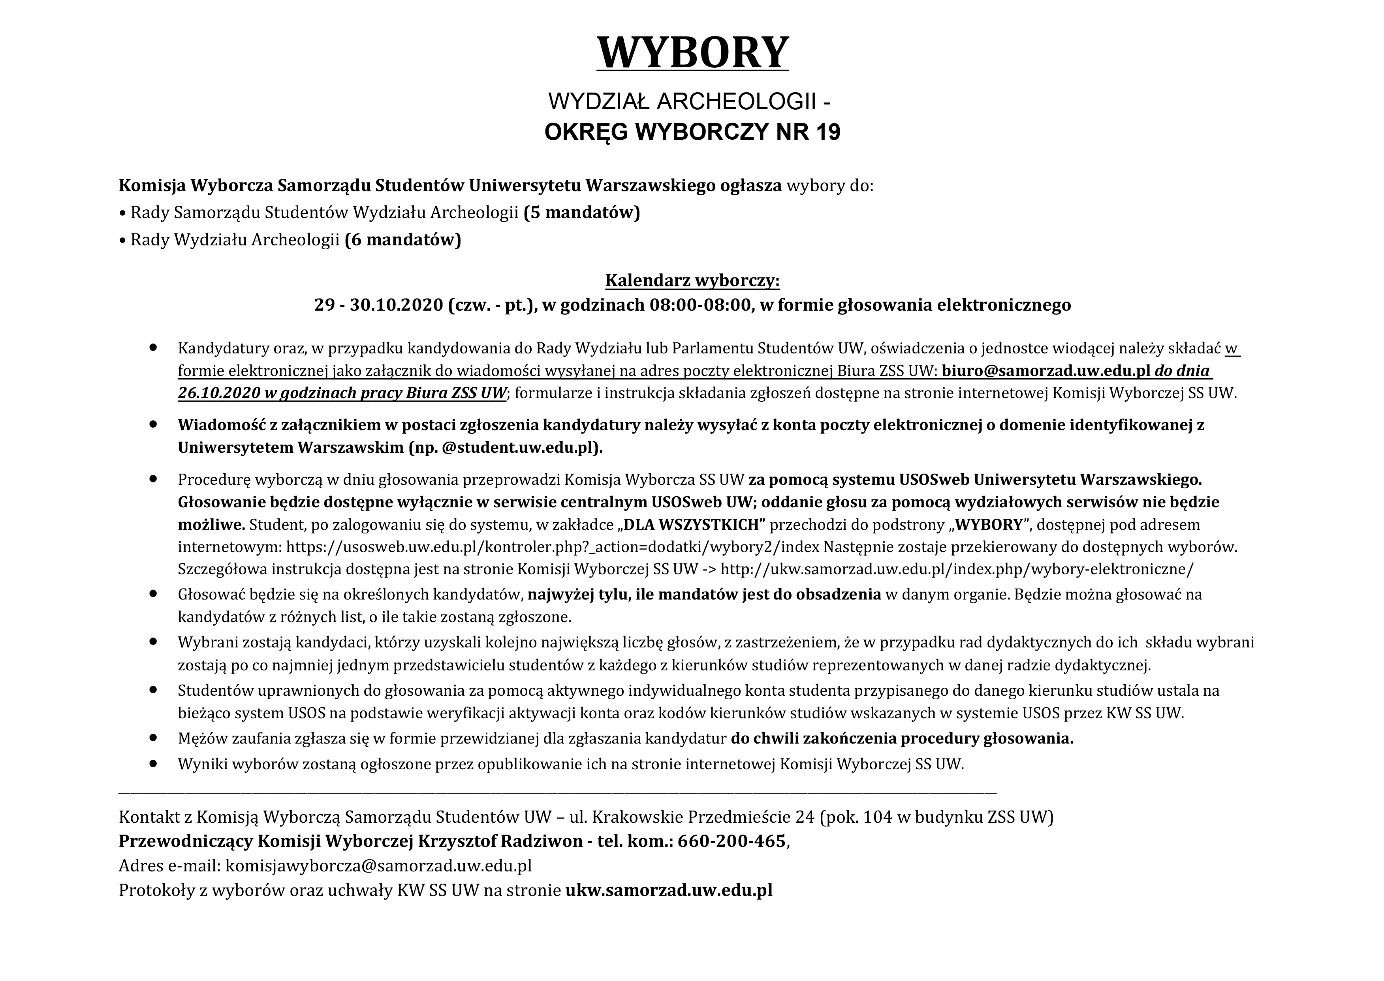 WYBORY
WYDZIAŁ ARCHEOLOGII -
OKRĘG WYBORCZY NR 19
Komisja Wyborcza Samorządu Studentów Uniwersytetu Warszawskiego ogłasza wybory do:
• Rady Samorządu Studentów Wydziału Archeologii (5 mandatów)
• Rady Wydziału Archeologii (6 mandatów)
Kalendarz wyborczy:
29 - 30.10.2020 (czw. - pt.), w godzinach 08:00-08:00, w formie głosowania elektronicznego
• Kandydatury oraz, w przypadku kandydowania do Rady Wydziału lub Parlamentu Studentów UW, oświadczenia o jednostce wiodącej należy składać w
formie elektronicznej jako załącznik do wiadomości wysyłanej na adres poczty elektronicznej Biura ZSS UW: biuro@samorzad.uw.edu.pl do dnia
26.10.2020 w godzinach pracy Biura ZSS UW; formularze i instrukcja składania zgłoszeń dostępne na stronie internetowej Komisji Wyborczej SS UW.
• Wiadomość z załącznikiem w postaci zgłoszenia kandydatury należy wysyłać z konta poczty elektronicznej o domenie identyfikowanej z
Uniwersytetem Warszawskim (np. @student.uw.edu.pl).
• Procedurę wyborczą w dniu głosowania przeprowadzi Komisja Wyborcza SS UW za pomocą systemu USOSweb Uniwersytetu Warszawskiego.
Głosowanie będzie dostępne wyłącznie w serwisie centralnym USOSweb UW; oddanie głosu za pomocą wydziałowych serwisów nie będzie
możliwe. Student, po zalogowaniu się do systemu, w zakładce „DLA WSZYSTKICH” przechodzi do podstrony „WYBORY”, dostępnej pod adresem
internetowym: https://usosweb.uw.edu.pl/kontroler.php?_action=dodatki/wybory2/index Następnie zostaje przekierowany do dostępnych wyborów.
Szczegółowa instrukcja dostępna jest na stronie Komisji Wyborczej SS UW -> http://ukw.samorzad.uw.edu.pl/index.php/wybory-elektroniczne/
• Głosować będzie się na określonych kandydatów, najwyżej tylu, ile mandatów jest do obsadzenia w danym organie. Będzie można głosować na
kandydatów z różnych list, o ile takie zostaną zgłoszone.
• Wybrani zostają kandydaci, którzy uzyskali kolejno największą liczbę głosów, z zastrzeżeniem, że w przypadku rad dydaktycznych do ich składu wybrani
zostają po co najmniej jednym przedstawicielu studentów z każdego z kierunków studiów reprezentowanych w danej radzie dydaktycznej.
• Studentów uprawnionych do głosowania za pomocą aktywnego indywidualnego konta studenta przypisanego do danego kierunku studiów ustala na
bieżąco system USOS na podstawie weryfikacji aktywacji konta oraz kodów kierunków studiów wskazanych w systemie USOS przez KW SS UW.
• Mężów zaufania zgłasza się w formie przewidzianej dla zgłaszania kandydatur do chwili zakończenia procedury głosowania.
• Wyniki wyborów zostaną ogłoszone przez opublikowanie ich na stronie internetowej Komisji Wyborczej SS UW.
Kontakt z Komisją Wyborczą Samorządu Studentów UW – ul. Krakowskie Przedmieście 24 (pok. 104 w budynku ZSS UW)
Przewodniczący Komisji Wyborczej Krzysztof Radziwon - tel. kom.: 660-200-465,
Adres e-mail: komisjawyborcza@samorzad.uw.edu.pl
Protokoły z wyborów oraz uchwały KW SS UW na stronie ukw.samorzad.uw.edu.pl